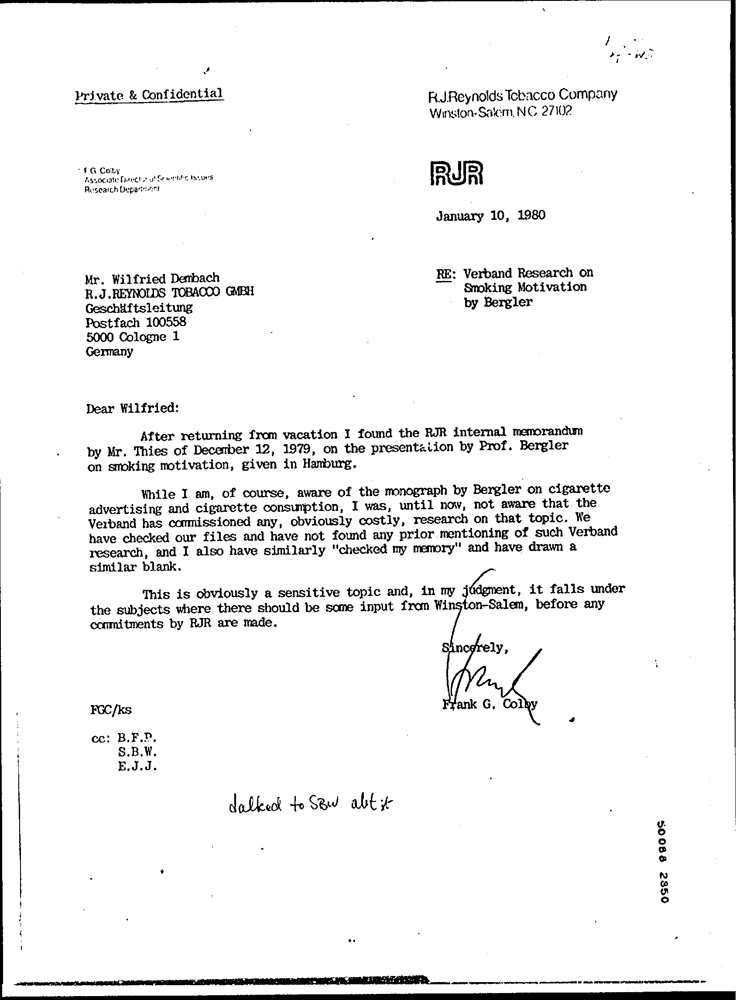 Private & Confidential
R.J.Reynolds Tobacco Company
Winston-Salem, N.C. 27102
F G Colby
Associate Director of Scientific Issues
Research Department
RJR
January 10, 1980
RE: Verband Research on
Smoking Motivation
by Bergler
Mr. Wilfried Dembach
R.J.REYNOLDS TOBACCO GMBH
Geschäftsleitung
Postfach 100558
5000 Cologne 1
Germany
Dear Wilfried:
After returning from vacation I found the RJR internal memorandum
by Mr. Thies of December 12, 1979, on the presentation by Prof. Bergler
on smoking motivation, given in Hamburg.
While I am, of course, aware of the monograph by Bergler on cigarette
advertising and cigarette consumption, I was, until now, not aware that the
Verband has commissioned any, obviously costly, research on that topic. We
have checked our files and have not found any prior mentioning of such Verband
research, and I also have similarly "checked my memory" and have drawn a
similar blank.
This is obviously a sensitive topic and, in my judgment, it falls under
the subjects where there should be some input from Winston-Salem, before any
commitments by RJR are made.
Sincerely,
Frank G. Colby
FGC/ks
cc: B.F.P.
S.B.W.
E.J.J.
talked to SBW abt it
50088 2850